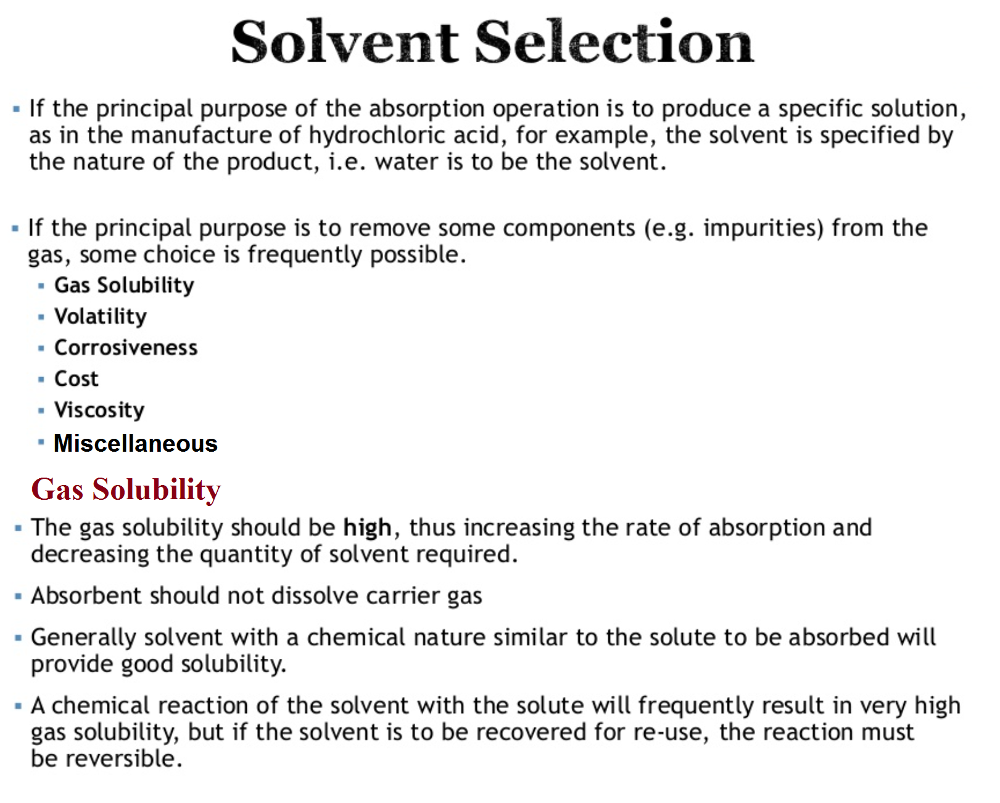 Solvent Selection
If the principal purpose of the absorption operation is to produce a specific solution,
as in the manufacture of hydrochloric acid, for example, the solvent is specified by
the nature of the product, i.e. water is to be the solvent.
If the principal purpose is to remove some components (e.g. impurities) from the
gas, some choice is frequently possible.
Gas Solubility
Volatility
Corrosiveness
Cost
Viscosity
Miscellaneous
Gas Solubility
The gas solubility should be high, thus increasing the rate of absorption and
decreasing the quantity of solvent required.
Absorbent should not dissolve carrier gas
Generally solvent with a chemical nature similar to the solute to be absorbed will
provide good solubility.
A chemical reaction of the solvent with the solute will frequently result in very high
gas solubility, but if the solvent is to be recovered for re-use, the reaction must
be reversible.